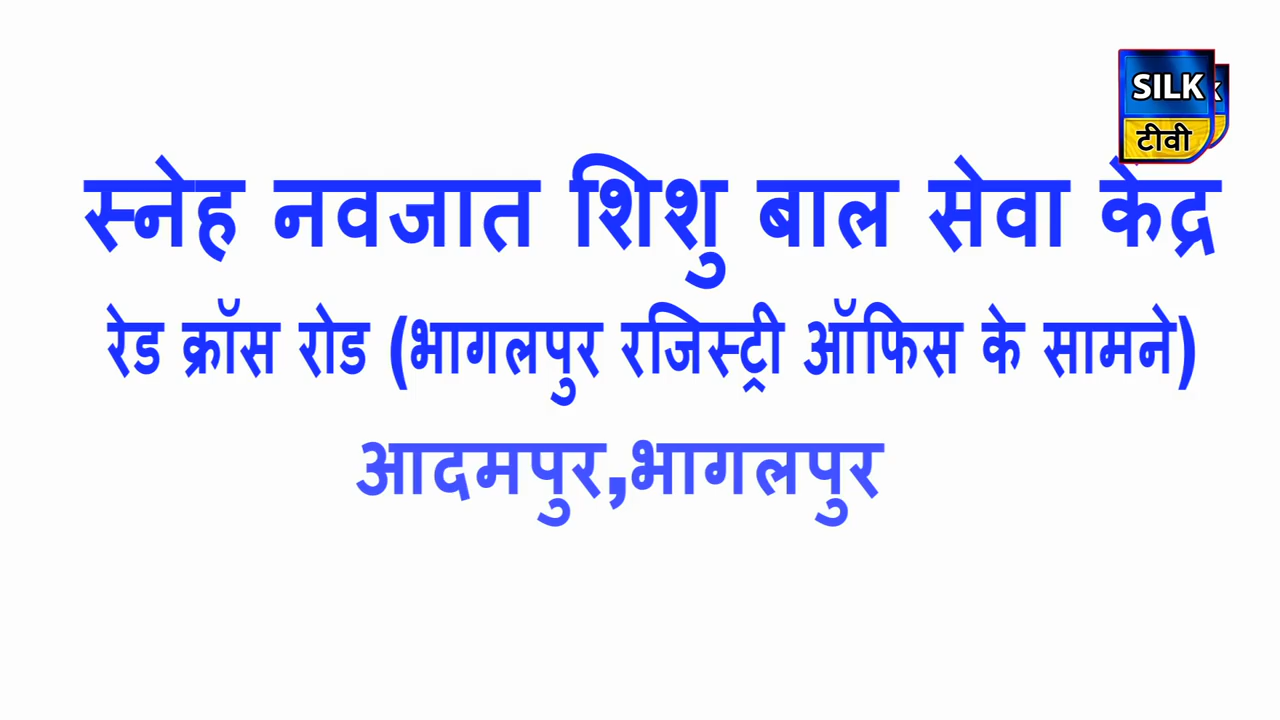 SILK
टीवी
स्नेह नवजात शिशु बाल सेवा केंद्र
रेड क्रॉस रोड (भागलपुर रजिस्ट्री ऑफिस के सामने)
आदमपुर,भागलपुर